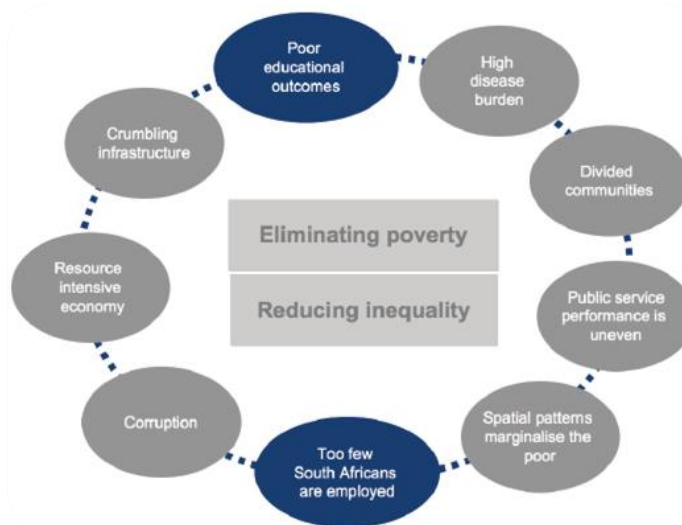 Poor
educational
outcomes
High
disease
burden
Divided
communities
Public service
performance is
uneven
Spatial patterns
marginalise the
poor
Too few
South Africans
are employed
Corruption
Resource
intensive
economy
Crumbling
infrastructure
Eliminating poverty
Reducing inequality